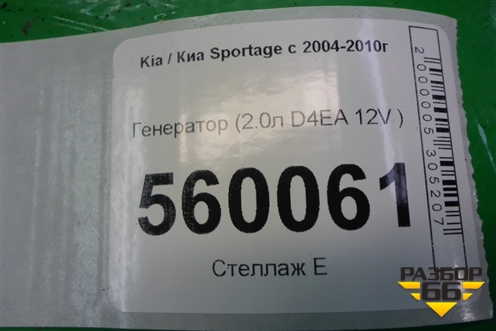 Kia / Киа Sportage с 2004-2010г
Генератор (2.0л D4EA 12V )
560061
Стеллаж Е
2000005305207
РАЗБОР
66